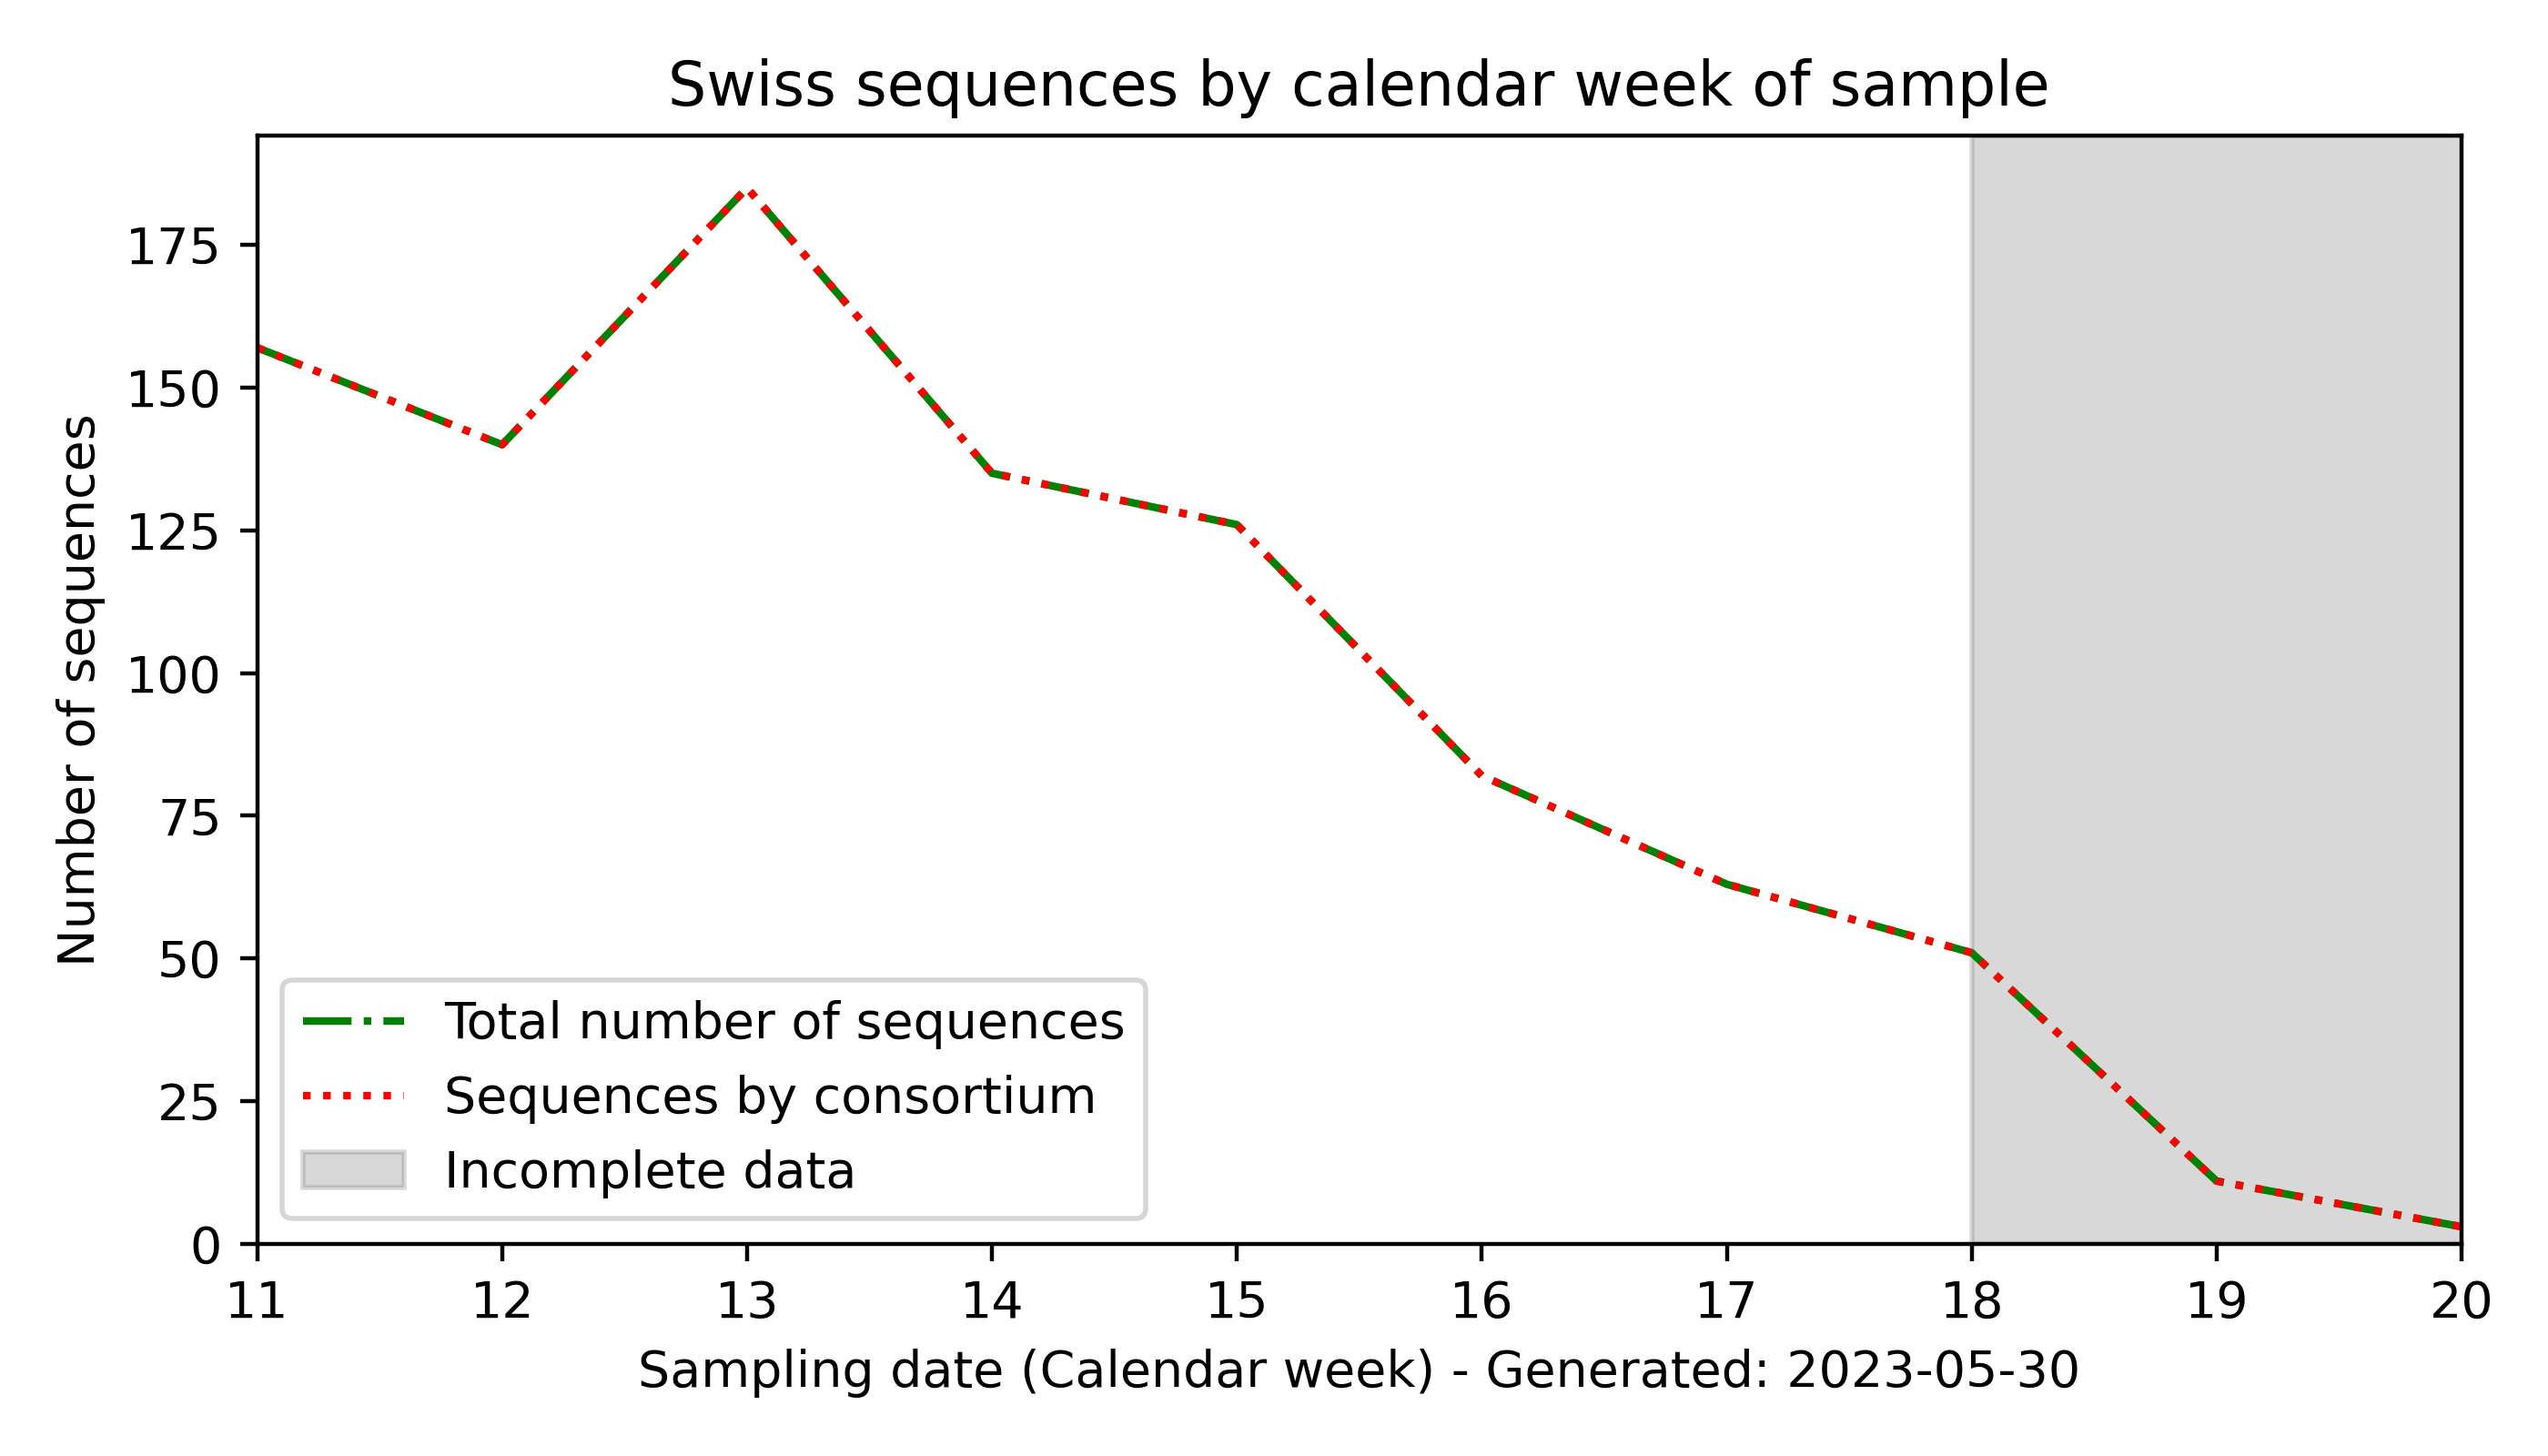 Swiss sequences by calendar week of sample
Number of sequences
175
150
125
100
75
50
25
0
Total number of sequences
Sequences by consortium
Incomplete data
11 12 13 14 15 16 17 18 19 20
Sampling date (Calendar week) - Generated: 2023-05-30